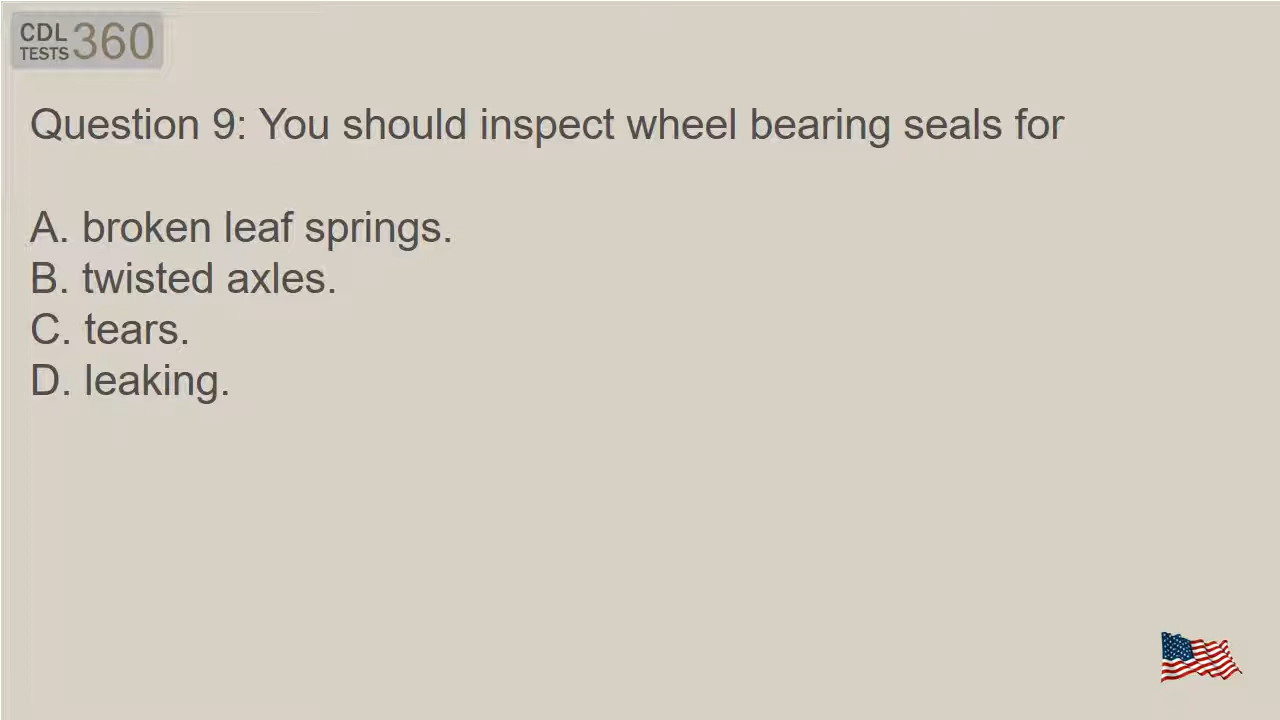 CDL
TESTS 360
Question 9: You should inspect wheel bearing seals for
A. broken leaf springs.
B. twisted axles.
C. tears.
D. leaking.